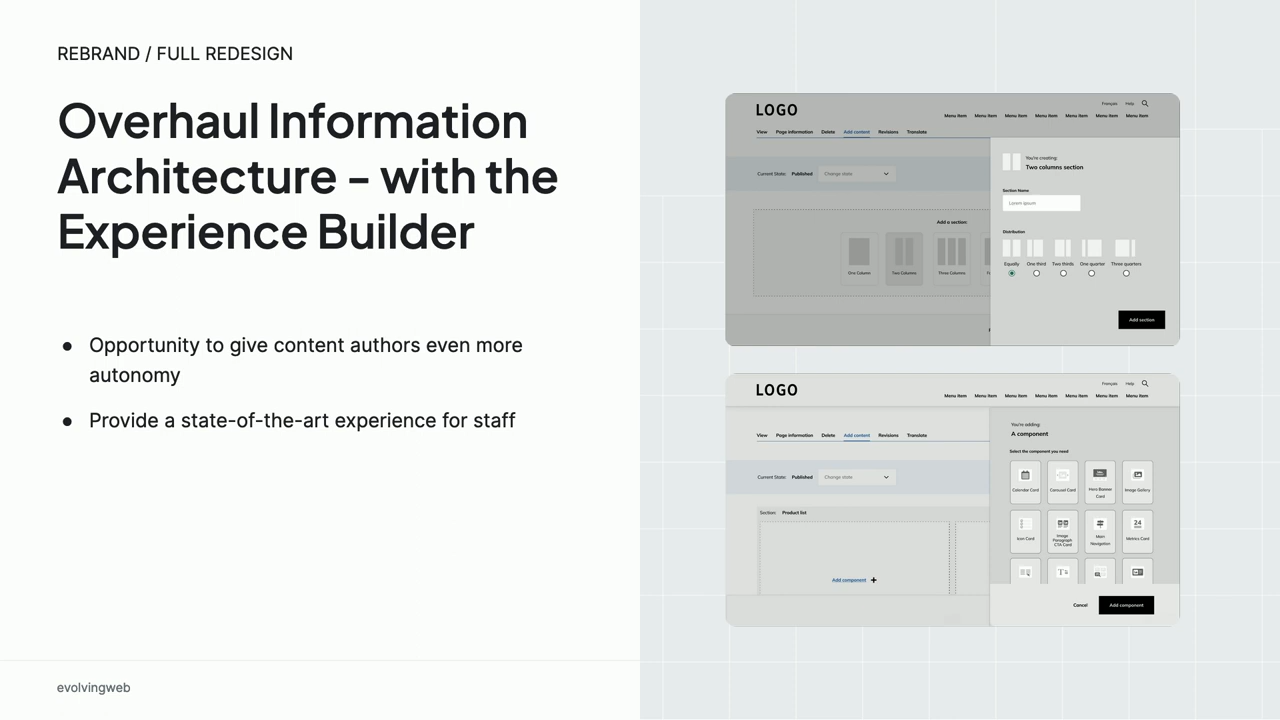 REBRAND / FULL REDESIGN
Overhaul Information
Architecture – with the
Experience Builder
● Opportunity to give content authors even more
autonomy
● Provide a state-of-the-art experience for staff
evolvingweb
LOGO
Français Help
Menu Item Menu Item Menu Item Menu Item Menu Item Menu Item Menu Item
View Page information Delete Add content Revisions Translate
Current State: Published Change state
Add a section:
One Column Two Columns Three Columns
You're creating:
Two columns section
Section Name
Lorem ipsum
Distribution
Equally One third Two thirds One quarter Three quarters
Add section
LOGO
Français Help
Menu Item Menu Item Menu Item Menu Item Menu Item Menu Item Menu Item
View Page information Delete Add content Revisions Translate
Current State: Published Change state
Section: Product list
Add component
You're adding:
A component
Select the component you need
Calendar Card Carousel Card Hero Banner Card Image Gallery
24
Icon Card Image Paragraph CTA Card Main Navigation Metrics Card
Cancel Add component